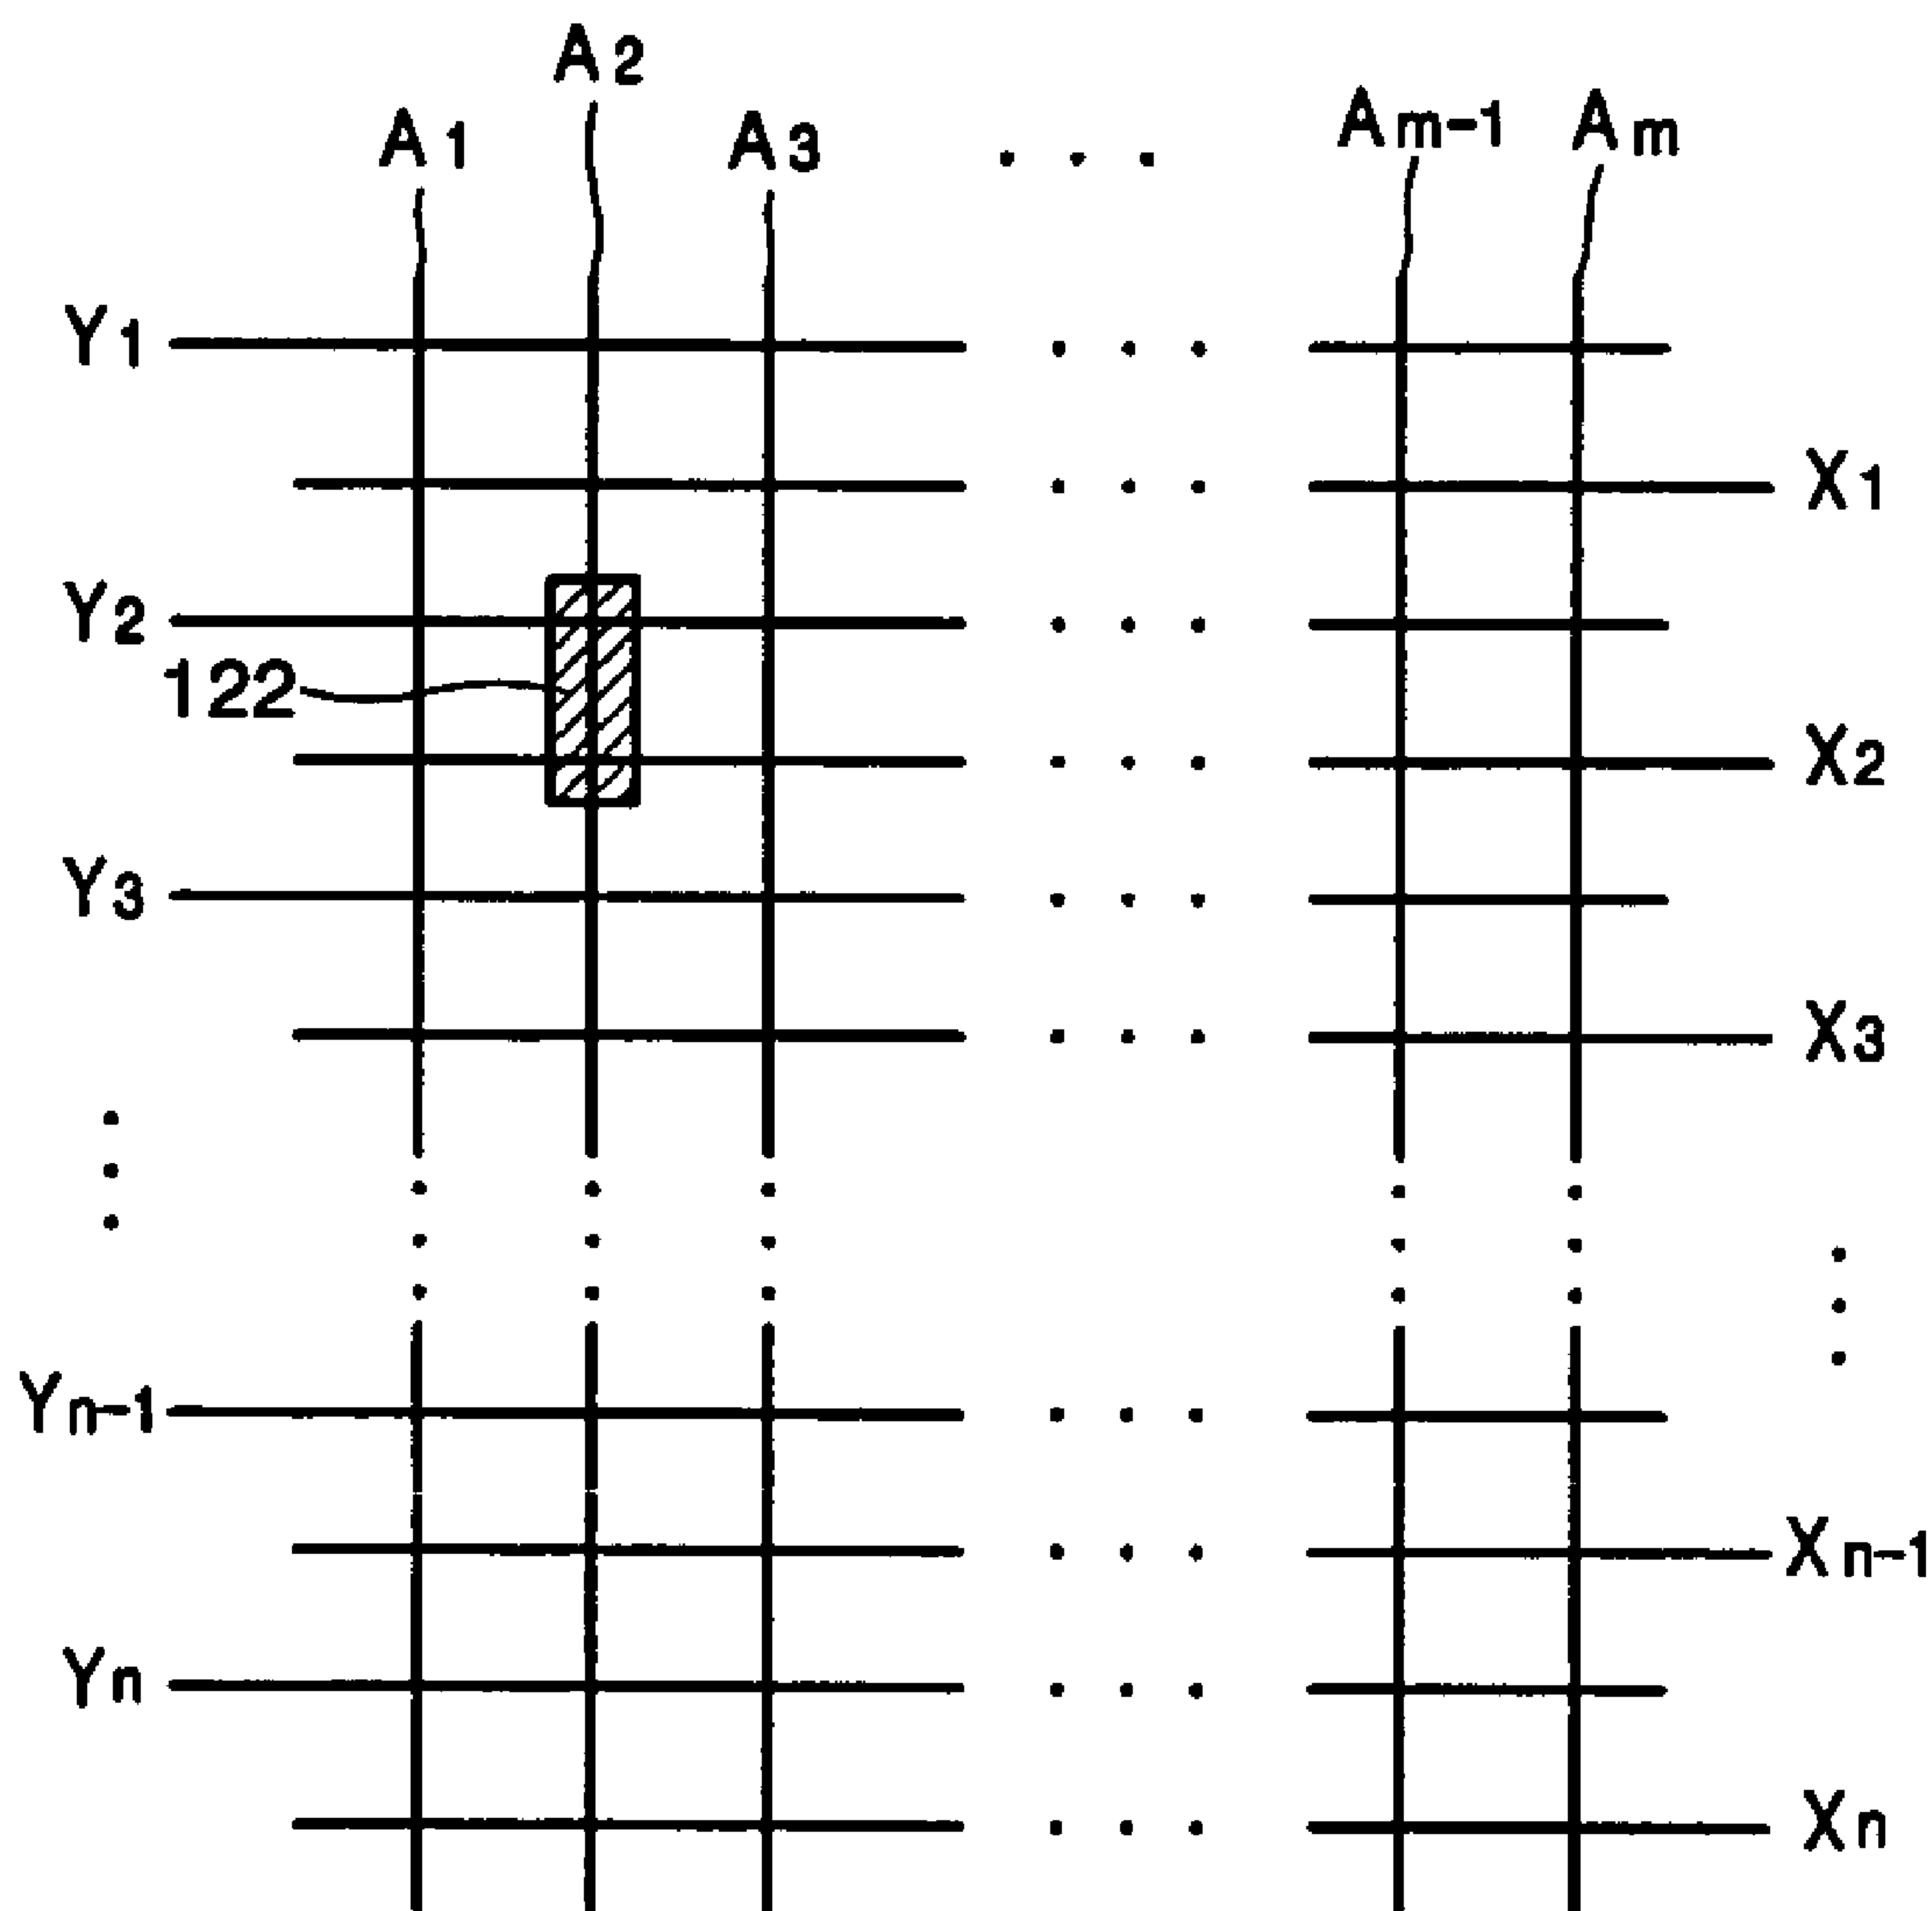 A2
A1 A3 . . . Am-1 Am
Y1
X1
Y2
122
X2
Y3
X3
Yn-1
Xn-1
Yn
Xn